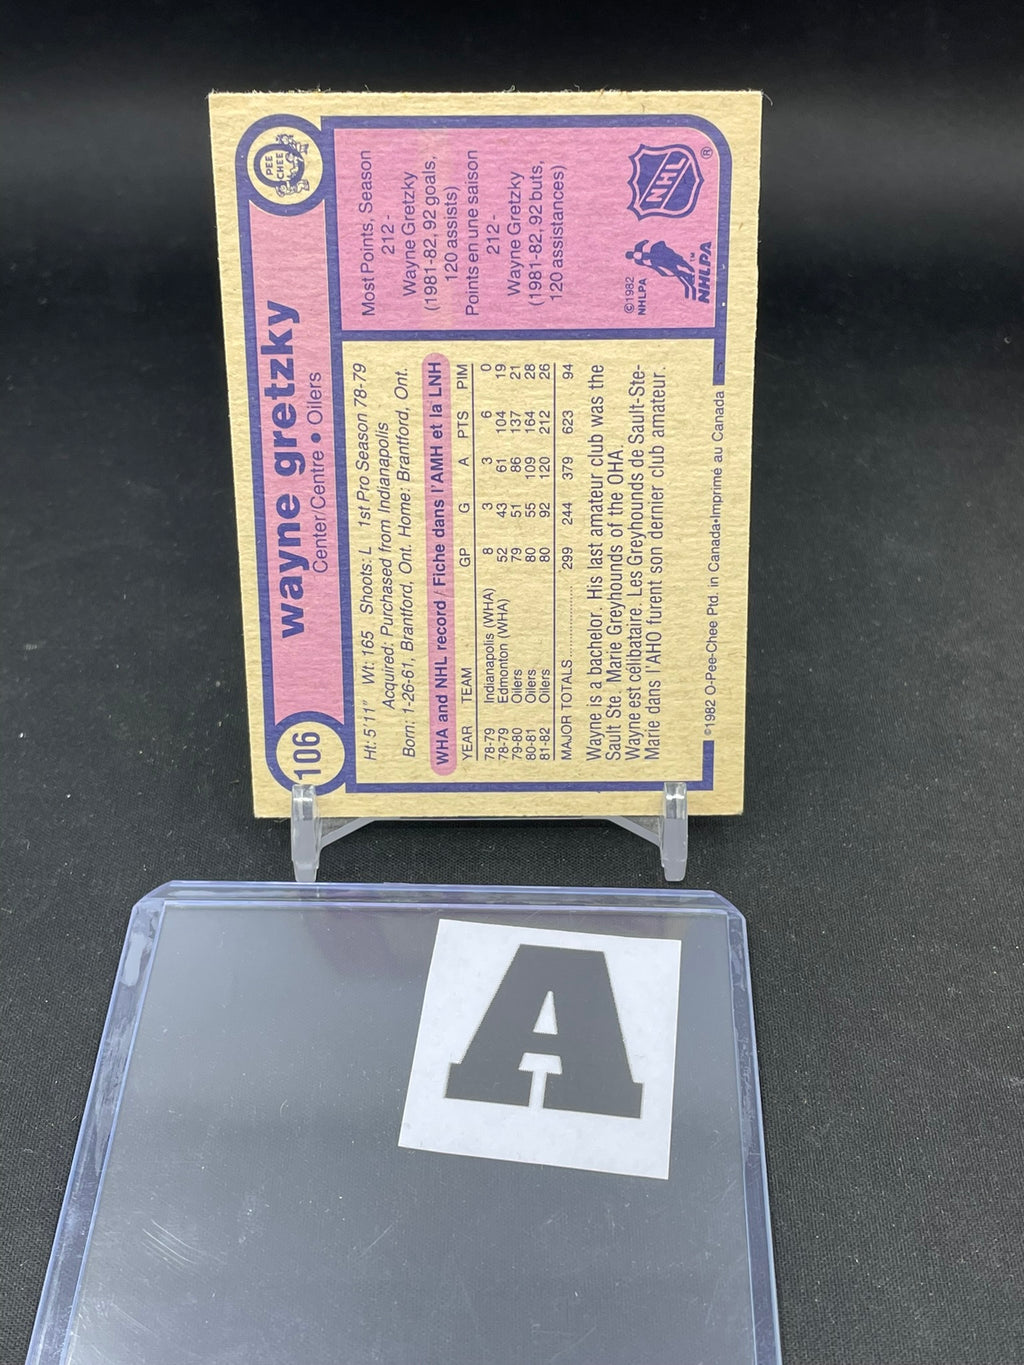 106
wayne gretzky
Center/Centre • Oilers
O
PEE
CHEE
Ht: 5'11" Wt: 165 Shoots: L 1st Pro Season 78-79
Acquired: Purchased from Indianapolis
Born: 1-26-61, Brantford, Ont. Home: Brantford, Ont.
WHA and NHL record / Fiche dans l'AMH et la LNH
YEAR TEAM GP G A PTS PIM
78-79 Indianapolis (WHA) 8 3 3 6 0
78-79 Edmonton (WHA) 52 43 61 104 19
79-80 Oilers 79 51 86 137 21
80-81 Oilers 80 55 109 164 28
81-82 Oilers 80 92 120 212 26
MAJOR TOTALS.................. 299 244 379 623 94
Wayne is a bachelor. His last amateur club was the
Sault Ste. Marie Greyhounds of the OHA.
Wayne est celibataire. Les Greyhounds de Sault-Ste-
Marie dans l'AHO furent son dernier club amateur.
Most Points, Season
212 -
Wayne Gretzky
(1981-82, 92 goals,
120 assists)
Points en une saison
212 -
Wayne Gretzky
(1981-82, 92 buts,
120 assistances)
©1982
NHLPA
NHLPA™
NHL ®
©1982 O-Pee-Chee Ptd. in Canada•Imprimé au Canada
A